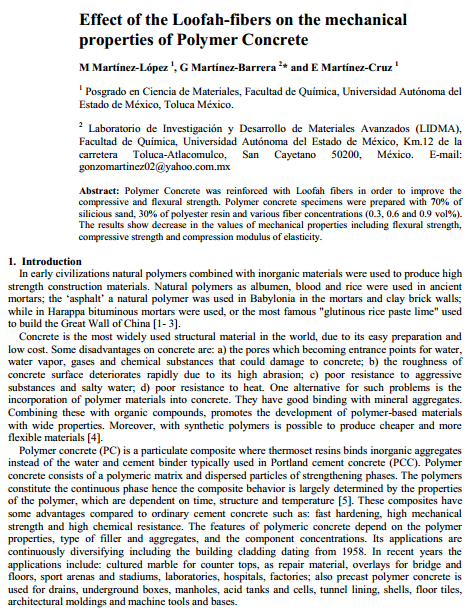 Effect of the Loofah-fibers on the mechanical
properties of Polymer Concrete
M Martínez-López 1, G Martínez-Barrera 2* and E Martínez-Cruz 1
1 Posgrado en Ciencia de Materiales, Facultad de Química, Universidad Autónoma del
Estado de México, Toluca México.
2 Laboratorio de Investigación y Desarrollo de Materiales Avanzados (LIDMA),
Facultad de Química, Universidad Autónoma del Estado de México, Km.12 de la
carretera Toluca-Atlacomulco, San Cayetano 50200, México. E-mail:
gonzomartinez02@yahoo.com.mx
Abstract: Polymer Concrete was reinforced with Loofah fibers in order to improve the
compressive and flexural strength. Polymer concrete specimens were prepared with 70% of
silicious sand, 30% of polyester resin and various fiber concentrations (0.3, 0.6 and 0.9 vol%).
The results show decrease in the values of mechanical properties including flexural strength,
compressive strength and compression modulus of elasticity.
1. Introduction
In early civilizations natural polymers combined with inorganic materials were used to produce high
strength construction materials. Natural polymers as albumen, blood and rice were used in ancient
mortars; the ‘asphalt’ a natural polymer was used in Babylonia in the mortars and clay brick walls;
while in Harappa bituminous mortars were used, or the most famous "glutinous rice paste lime" used
to build the Great Wall of China [1- 3].
Concrete is the most widely used structural material in the world, due to its easy preparation and
low cost. Some disadvantages on concrete are: a) the pores which becoming entrance points for water,
water vapor, gases and chemical substances that could damage to concrete; b) the roughness of
concrete surface deteriorates rapidly due to its high abrasion; c) poor resistance to aggressive
substances and salty water; d) poor resistance to heat. One alternative for such problems is the
incorporation of polymer materials into concrete. They have good binding with mineral aggregates.
Combining these with organic compounds, promotes the development of polymer-based materials
with wide properties. Moreover, with synthetic polymers is possible to produce cheaper and more
flexible materials [4].
Polymer concrete (PC) is a particulate composite where thermoset resins binds inorganic aggregates
instead of the water and cement binder typically used in Portland cement concrete (PCC). Polymer
concrete consists of a polymeric matrix and dispersed particles of strengthening phases. The polymers
constitute the continuous phase hence the composite behavior is largely determined by the properties
of the polymer, which are dependent on time, structure and temperature [5]. These composites have
some advantages compared to ordinary cement concrete such as: fast hardening, high mechanical
strength and high chemical resistance. The features of polymeric concrete depend on the polymer
properties, type of filler and aggregates, and the component concentrations. Its applications are
continuously diversifying including the building cladding dating from 1958. In recent years the
applications include: cultured marble for counter tops, as repair material, overlays for bridge and
floors, sport arenas and stadiums, laboratories, hospitals, factories; also precast polymer concrete is
used for drains, underground boxes, manholes, acid tanks and cells, tunnel lining, shells, floor tiles,
architectural moldings and machine tools and bases.